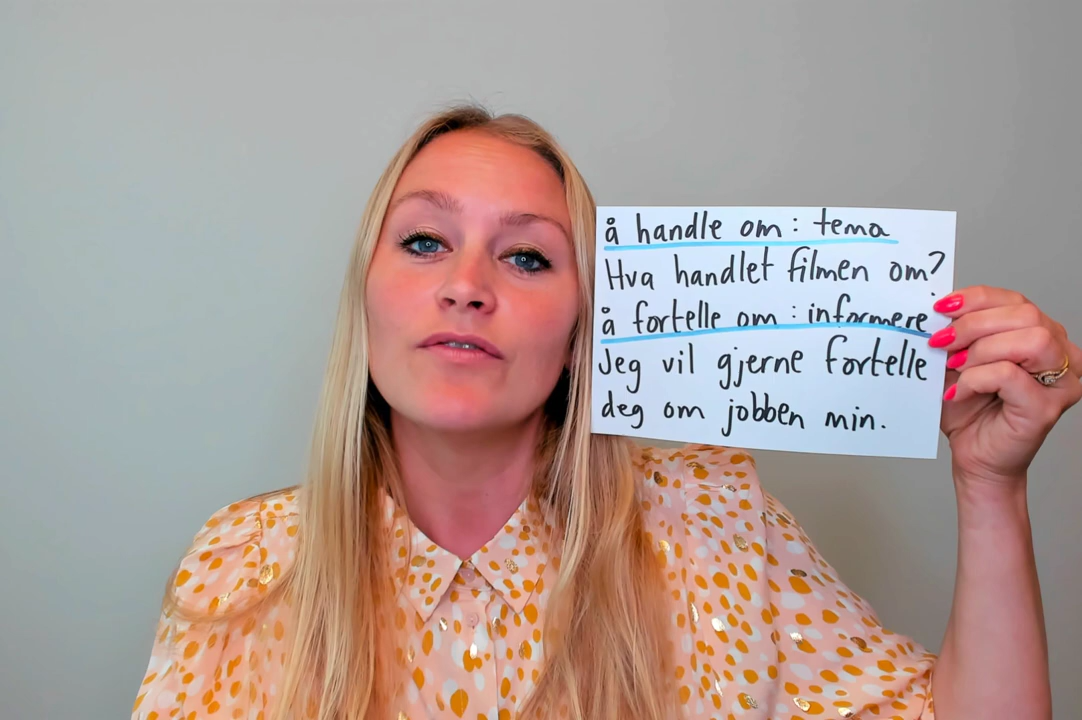 å handle om : tema
Hva handlet filmen om?
å fortelle om : informere
Jeg vil gjerne fortelle
deg om jobben min.